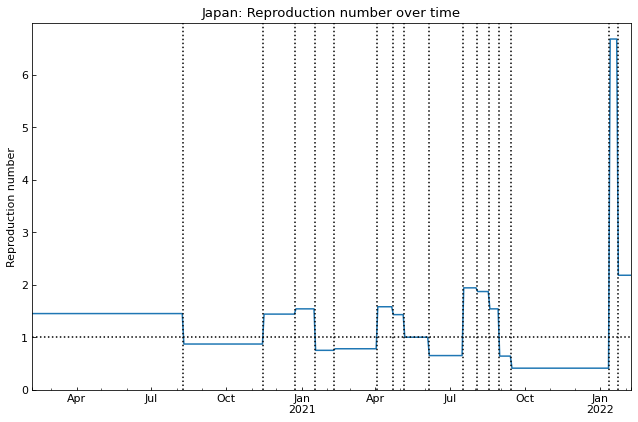 Japan: Reproduction number over time
Reproduction number
6
5
4
3
2
1
0
Apr
Jul
Oct
Jan
2021
Apr
Jul
Oct
Jan
2022